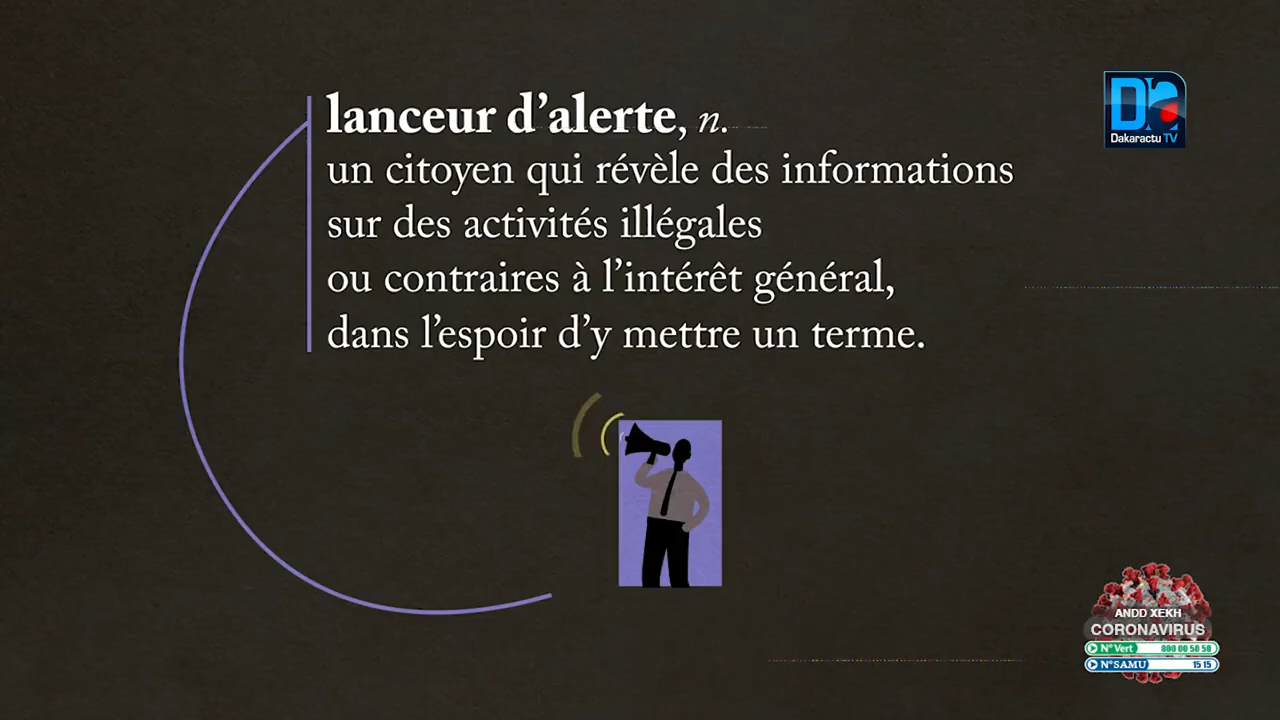 lanceur d’alerte, n.
un citoyen qui révèle des informations
sur des activités illégales
ou contraires à l’intérêt général,
dans l’espoir d’y mettre un terme.
Dakaractu TV
ANDD XEKH
CORONAVIRUS
N° Vert 800 00 50 50
N°SAMU 15 15